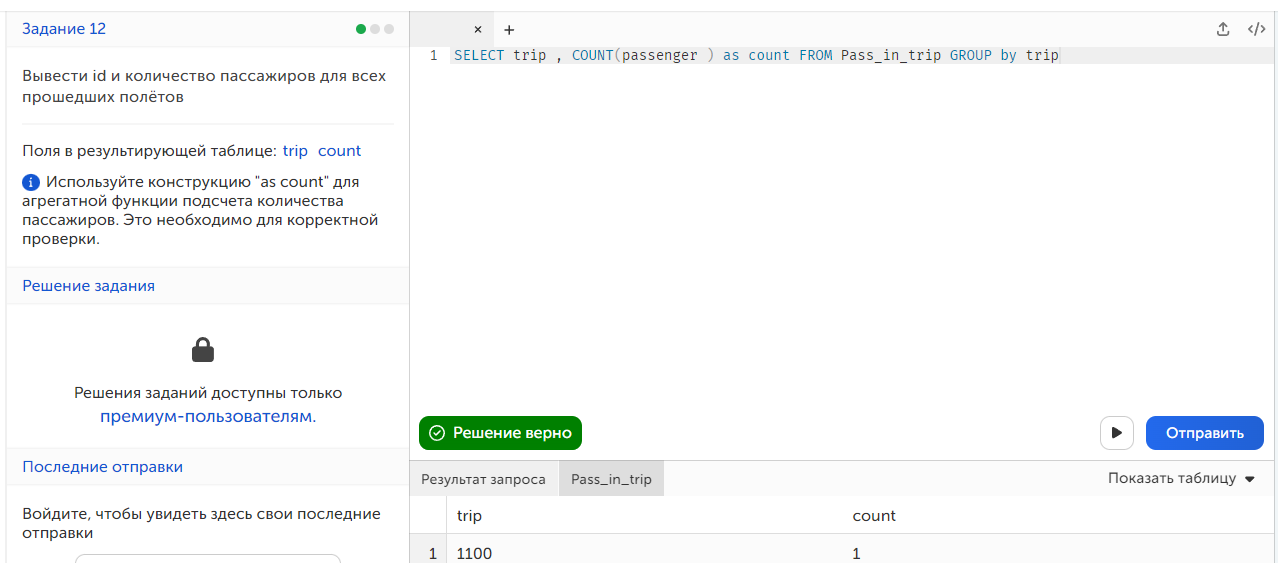 Задание 12
Вывести id и количество пассажиров для всех
прошедших полётов
Поля в результирующей таблице: trip count
Используйте конструкцию "as count" для
агрегатной функции подсчета количества
пассажиров. Это необходимо для корректной
проверки.
Решение задания
Решения заданий доступны только
премиум-пользователям.
Последние отправки
Войдите, чтобы увидеть здесь свои последние
отправки
× +
</>
1 SELECT trip , COUNT(passenger ) as count FROM Pass_in_trip GROUP by trip
Решение верно
Отправить
Результат запроса Pass_in_trip Показать таблицу
trip count
1 1100 1